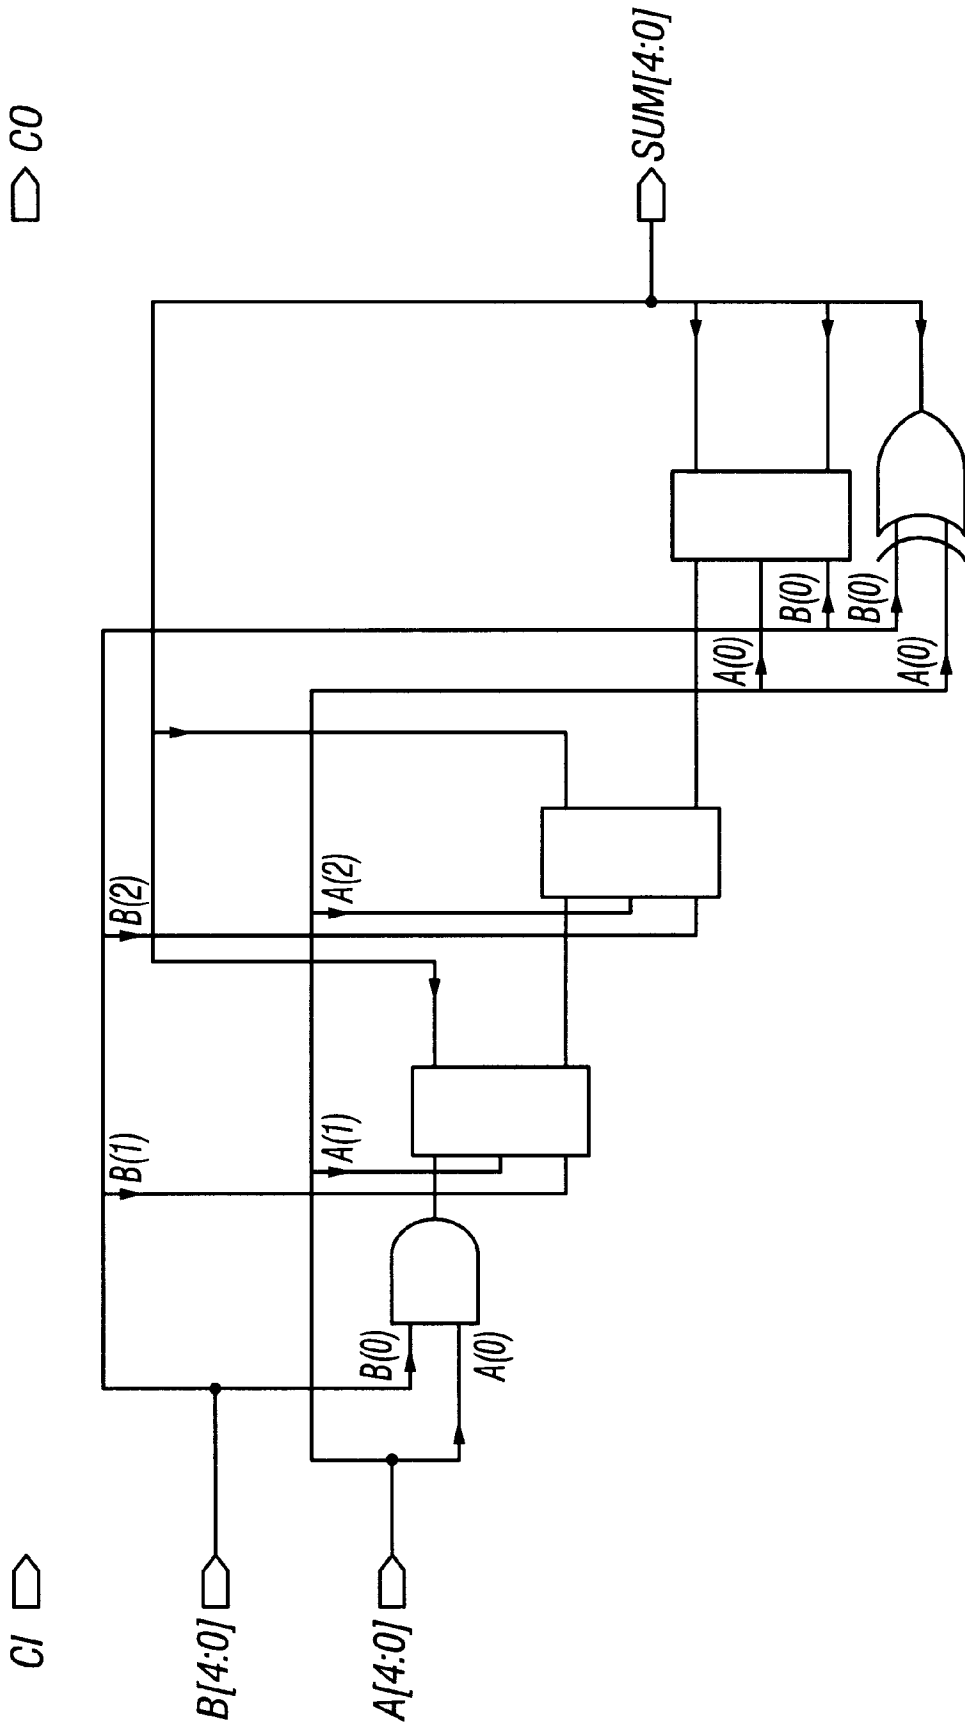 CI
CO
B[4:0]
A[4:0]
SUM[4:0]
B(1)
B(2)
A(1)
A(2)
B(0)
A(0)
A(0)
B(0)
B(0)
A(0)